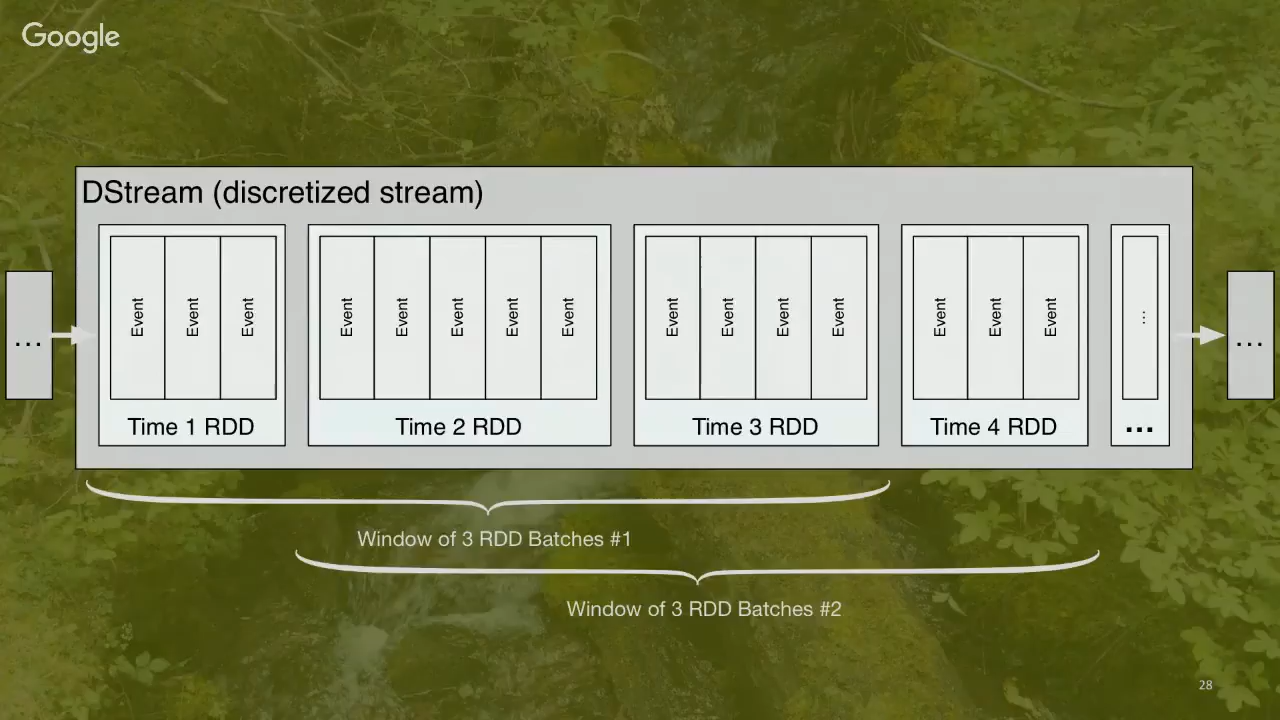 Google
DStream (discretized stream)
...
Event Event Event
Time 1 RDD
Event Event Event Event Event
Time 2 RDD
Event Event Event Event
Time 3 RDD
Event Event Event
Time 4 RDD
...
...
...
Window of 3 RDD Batches #1
Window of 3 RDD Batches #2
28